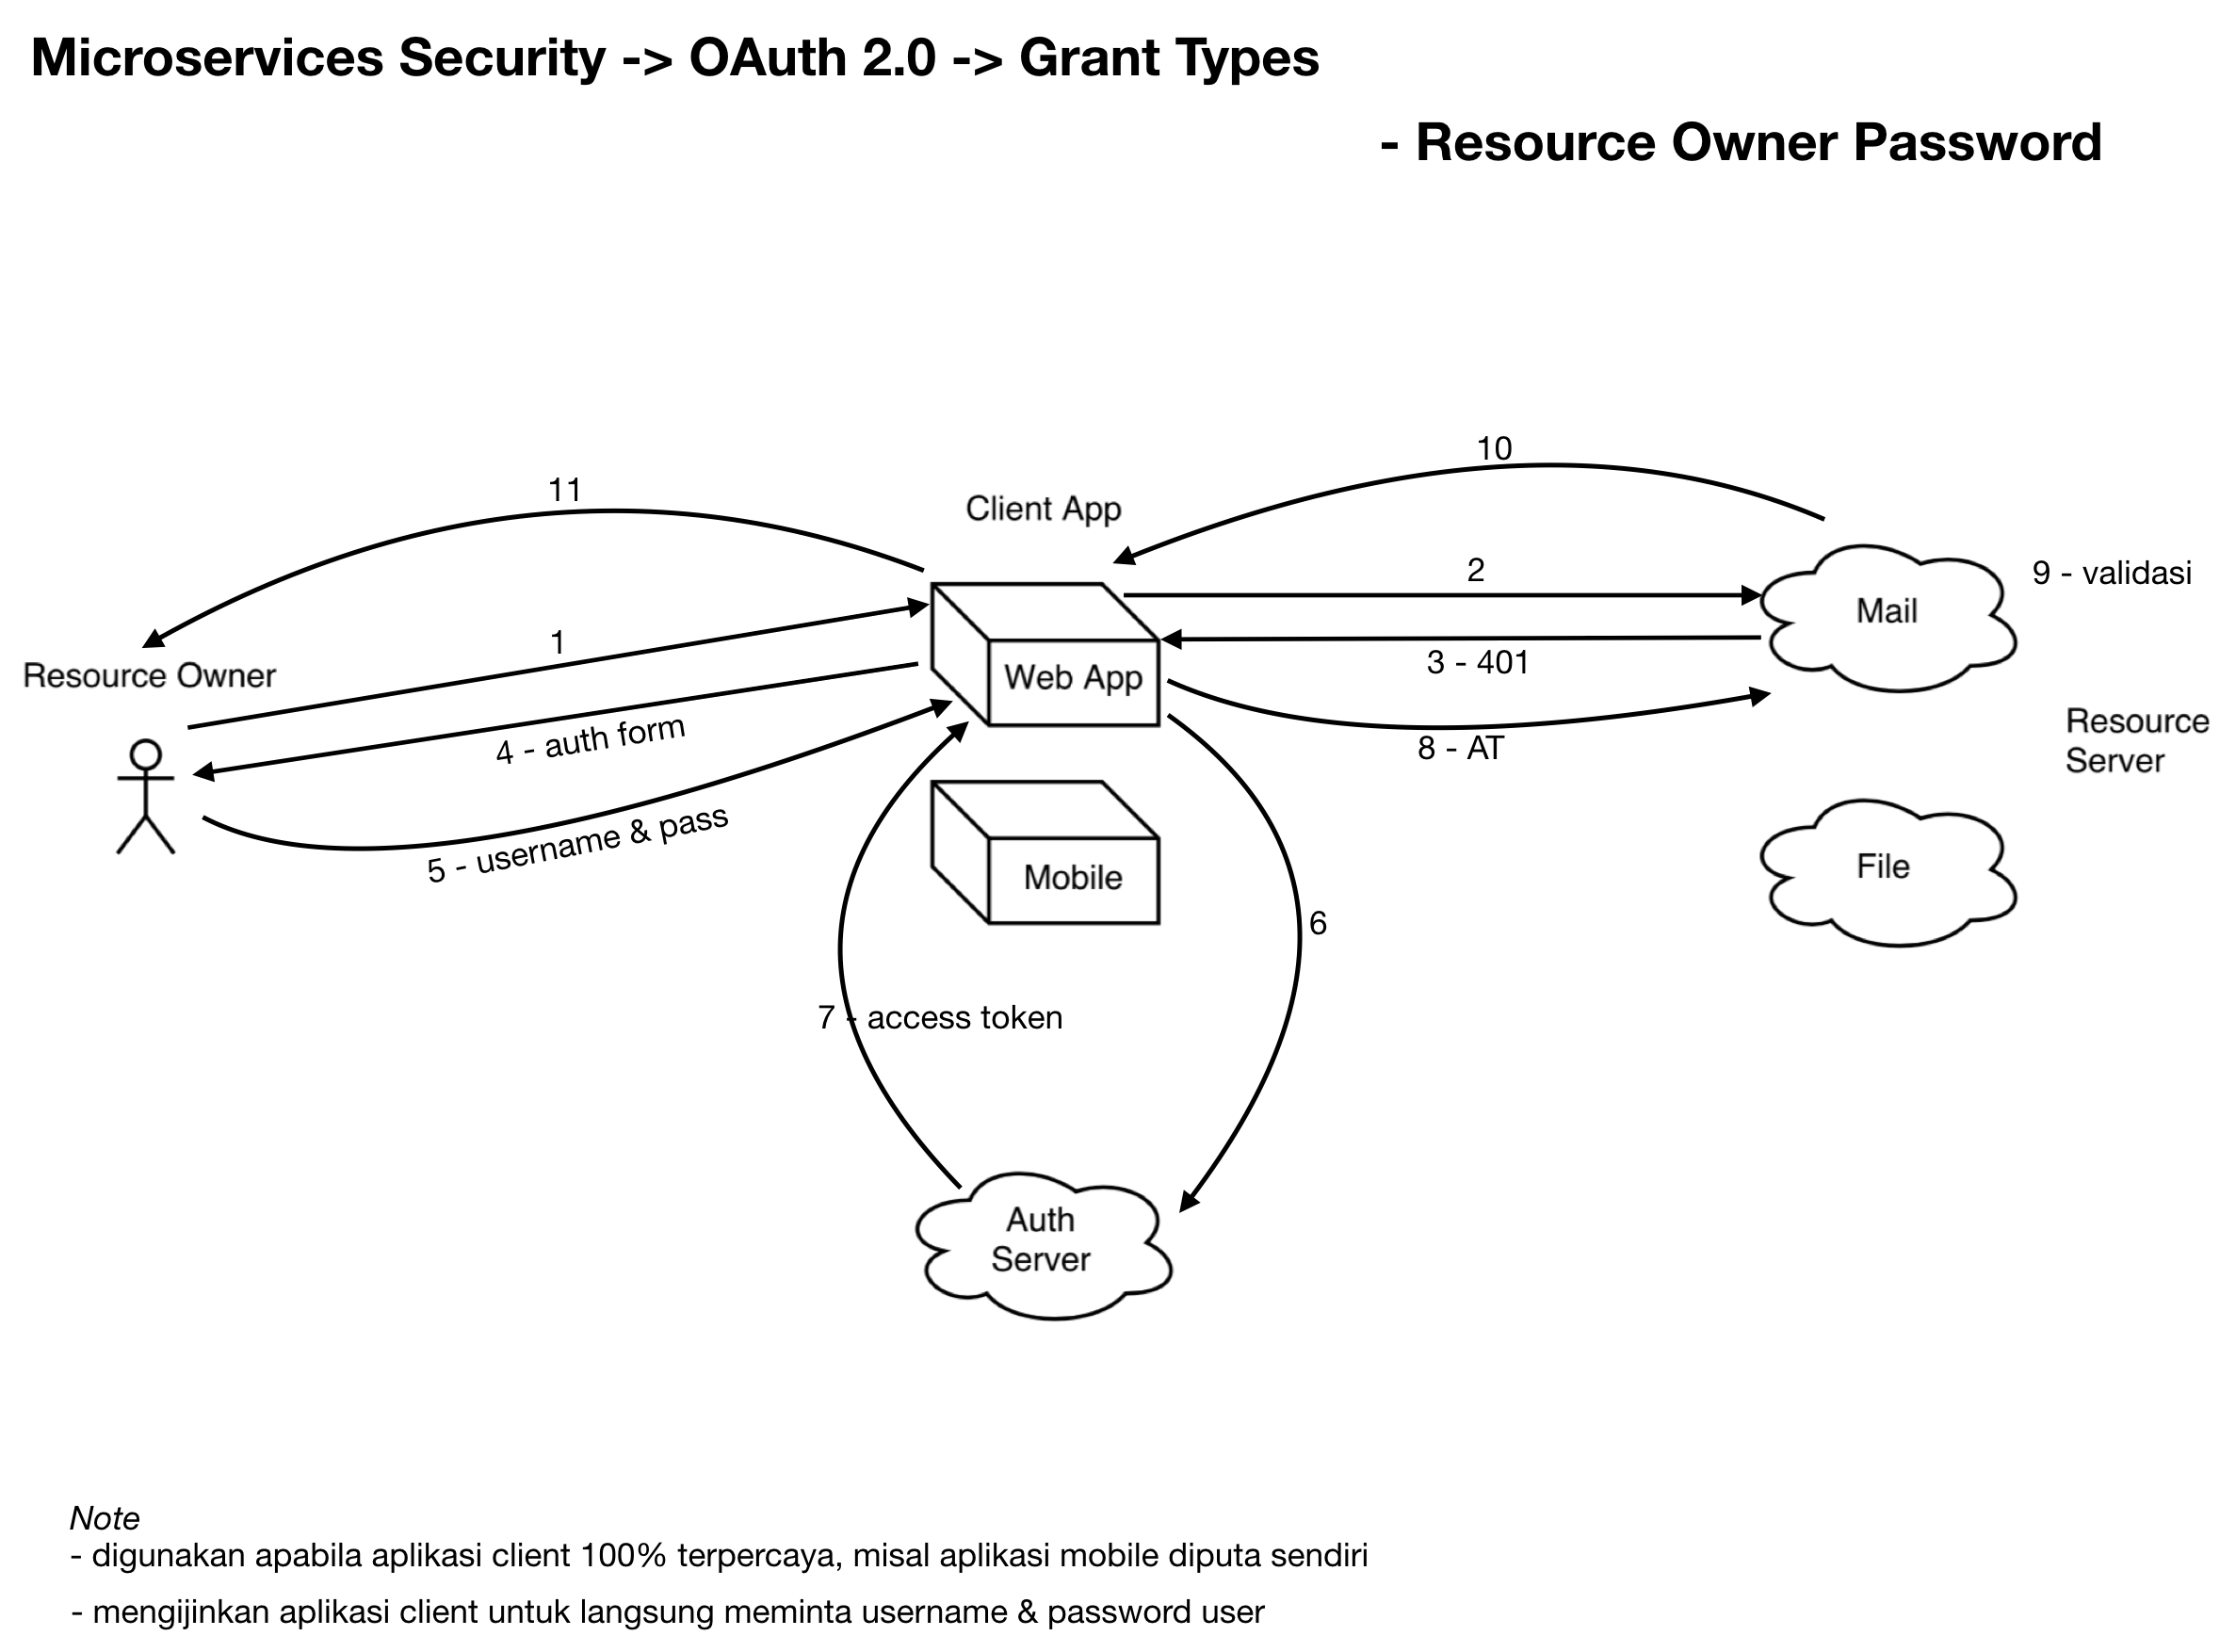 Microservices Security -> OAuth 2.0 -> Grant Types
- Resource Owner Password
10
11
Client App
2
9 - validasi
Mail
1
3 - 401
Resource Owner
Web App
4 - auth form
8 - AT
Resource
Server
5 - username & pass
File
Mobile
6
7 - access token
Auth
Server
Note
- digunakan apabila aplikasi client 100% terpercaya, misal aplikasi mobile diputa sendiri
- mengijinkan aplikasi client untuk langsung meminta username & password user